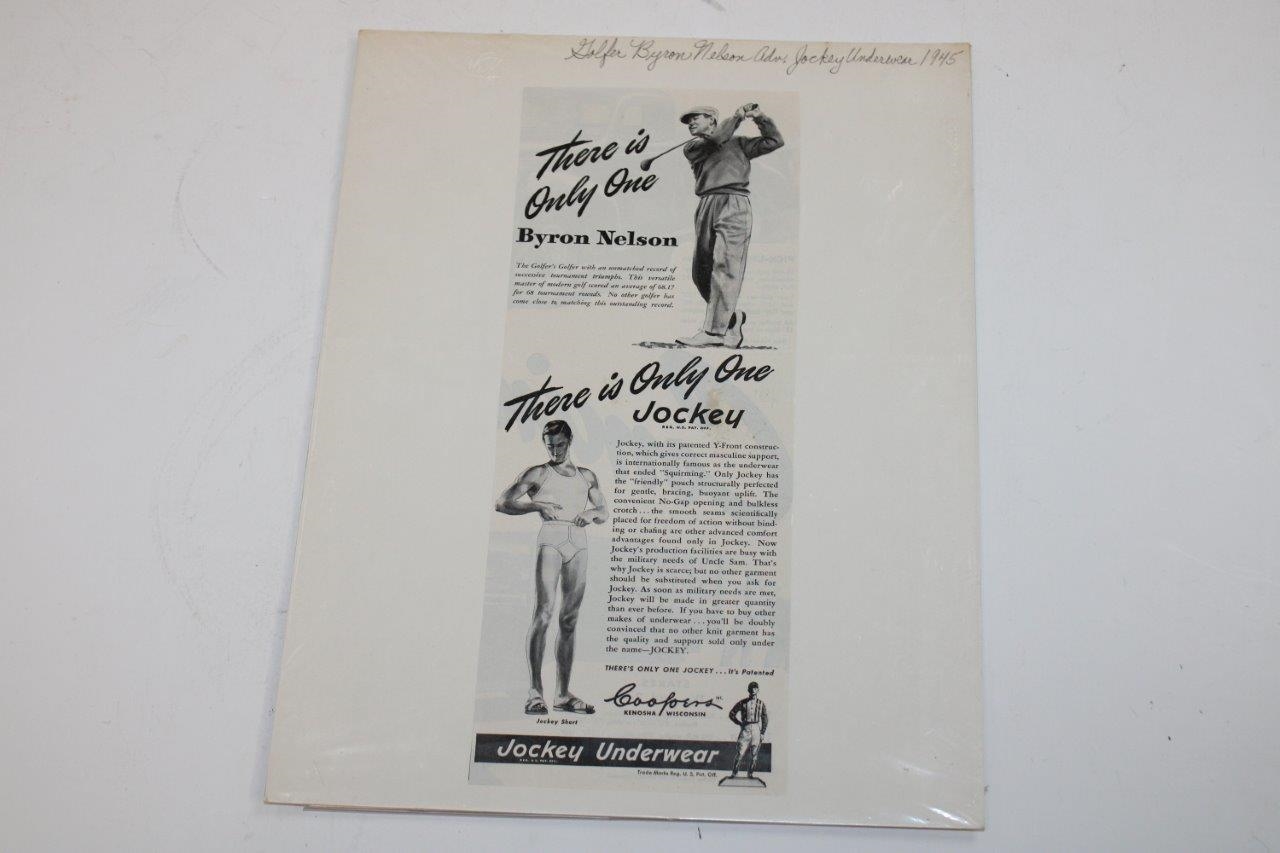 Golfer Byron Nelson Adv. Jockey Underwear 1945
There is
Only One
Byron Nelson
The Golfer's Golfer with an unmatched record of
successive tournament triumphs. This versatile
master of modern golf scored an average of 68.17
for 68 tournament rounds. No other golfer has
come close to matching this outstanding record.
There is Only One
Jockey
REG. U.S. PAT. OFF.
Jockey, with its patented Y-Front construc-
tion, which gives correct masculine support,
is internationally famous as the underwear
that ended "Squirming." Only Jockey has
the "friendly" pouch structurally perfected
for gentle, bracing, buoyant uplift. The
convenient No-Gap opening and bulkless
crotch...the smooth seams scientifically
placed for freedom of action without bind-
ing or chafing are other advanced comfort
advantages found only in Jockey. Now
Jockey's production facilities are busy with
the military needs of Uncle Sam. That's
why Jockey is scarce; but no other garment
should be substituted when you ask for
Jockey. As soon as military needs are met,
Jockey will be made in greater quantity
than ever before. If you have to buy other
makes of underwear...you'll be doubly
convinced that no other knit garment has
the quality and support sold only under
the name—JOCKEY.
THERE'S ONLY ONE JOCKEY...It's Patented
Coopers
KENOSHA WISCONSIN
Jockey Short
Jockey Underwear
REG. U.S. PAT. OFF.
Trade Mark Reg. U. S. Pat. Off.